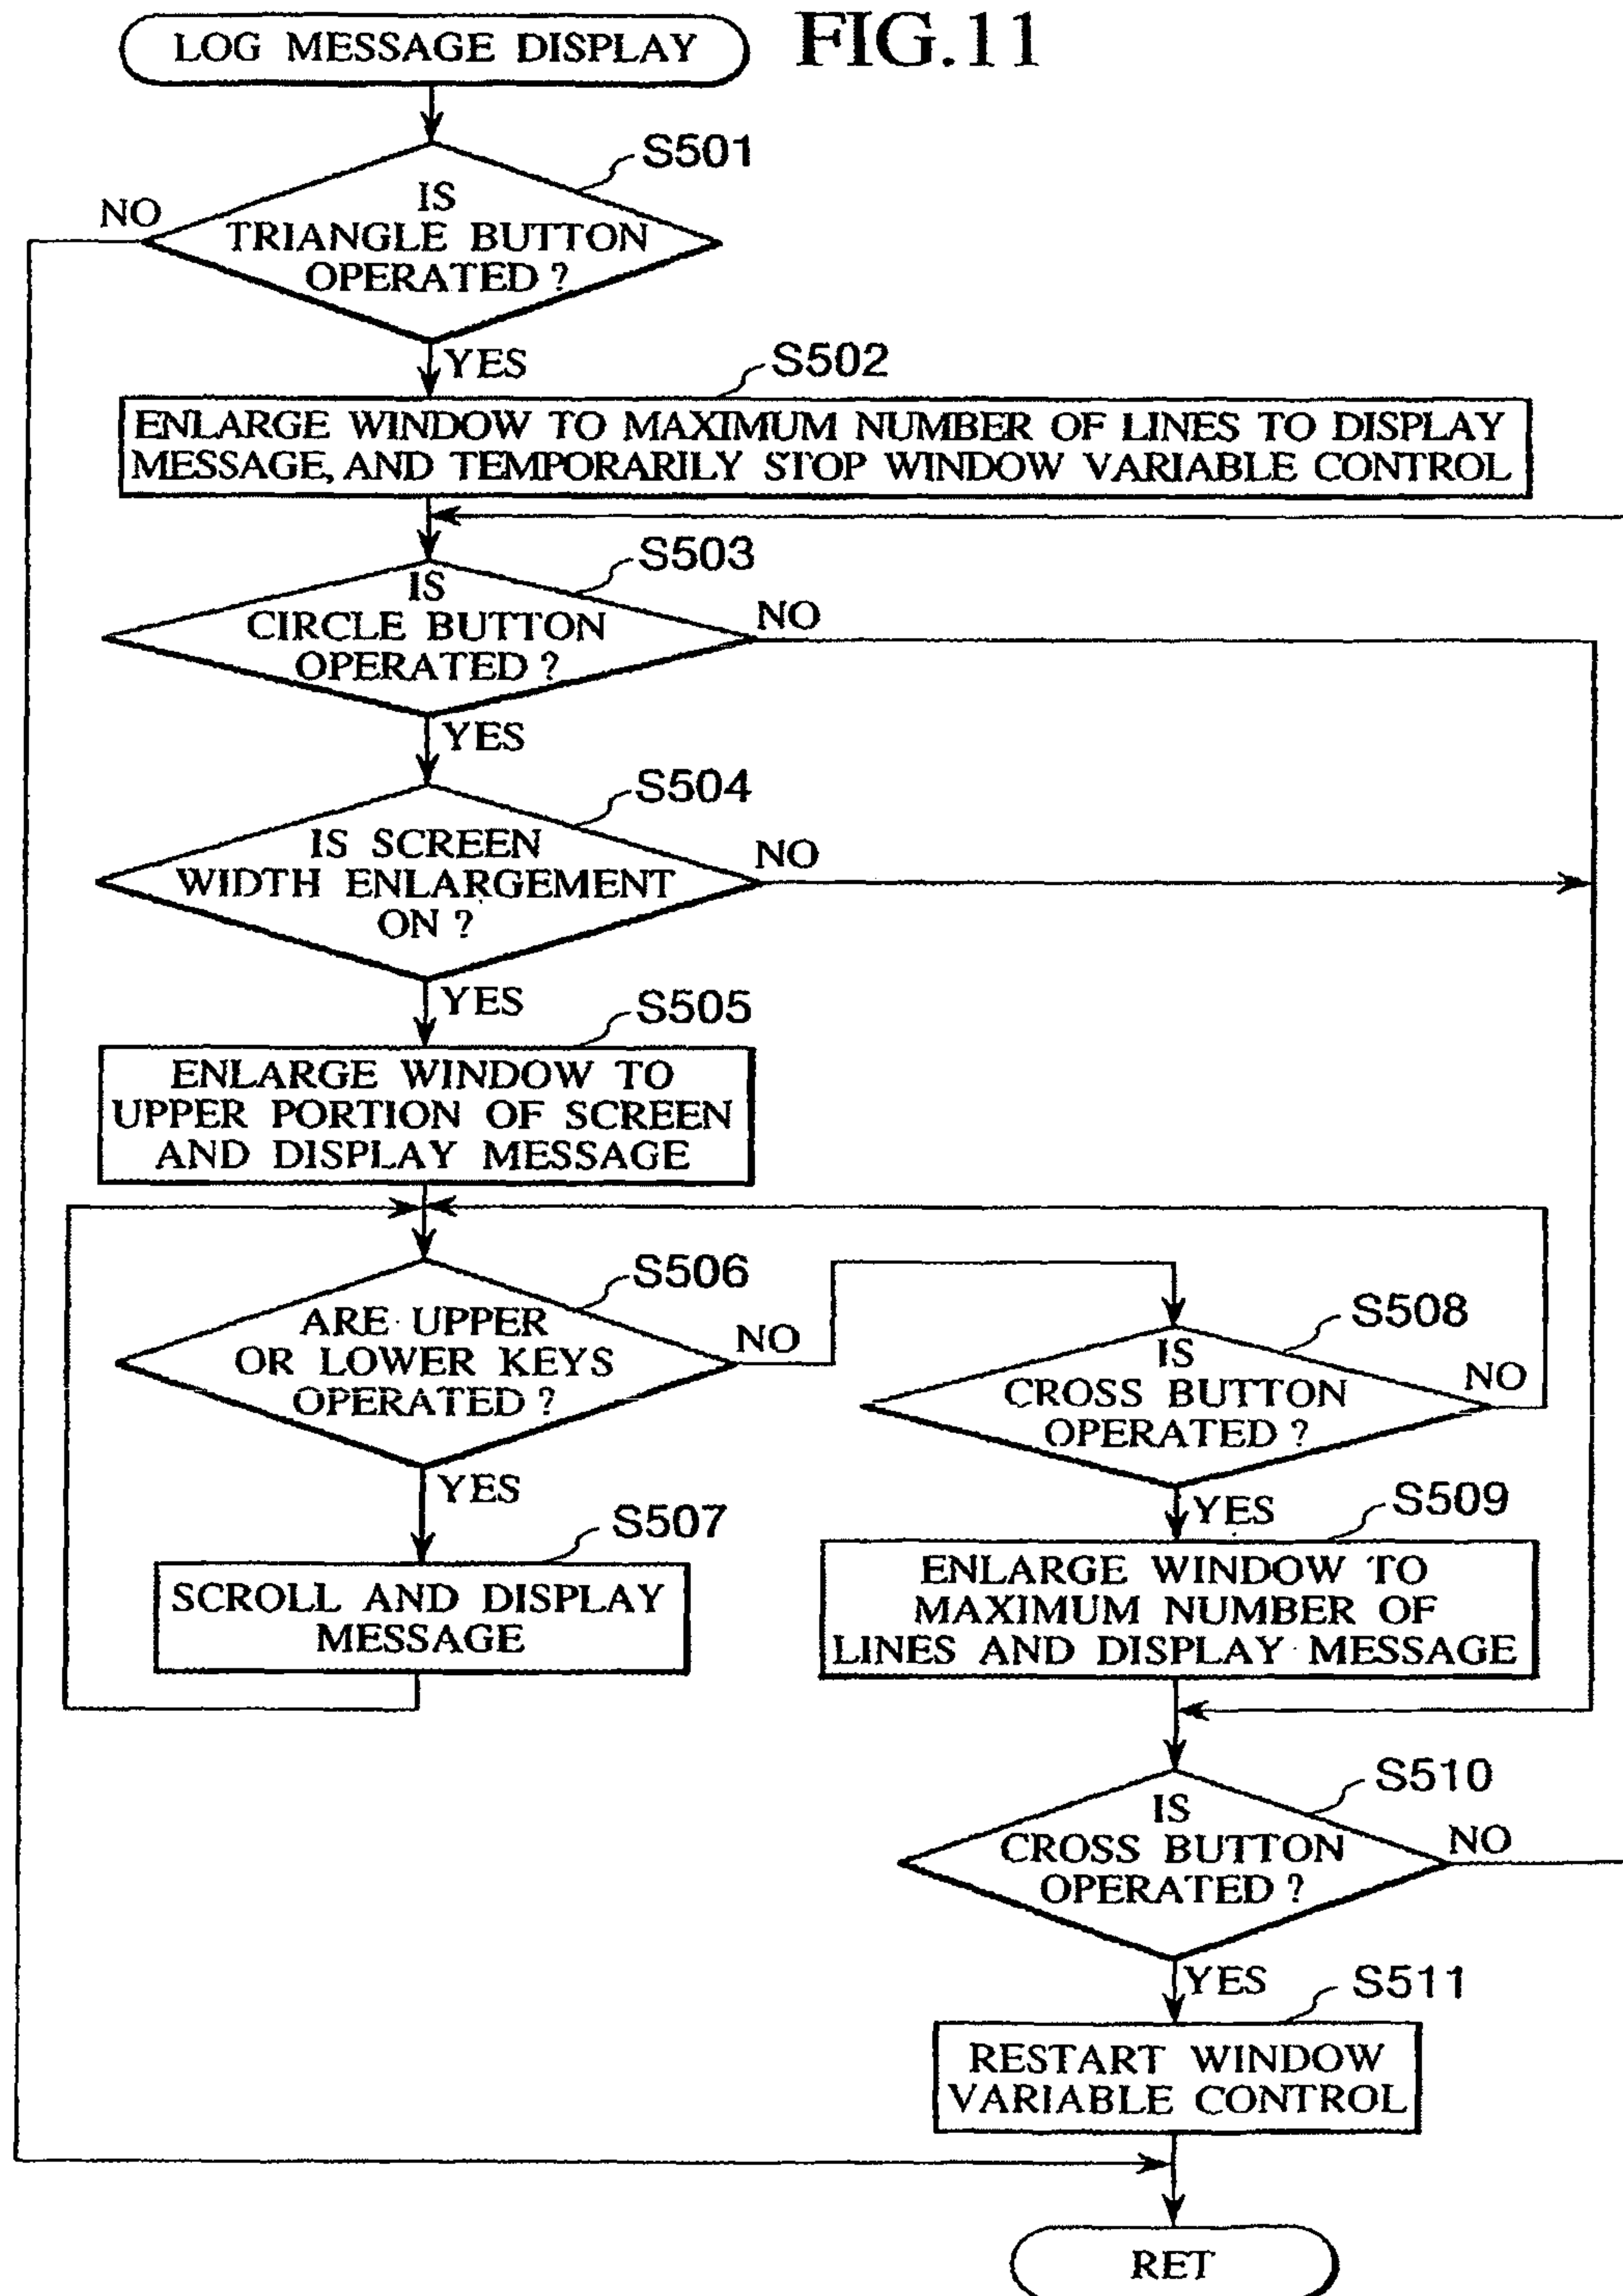 FIG.11
LOG MESSAGE DISPLAY
S501
IS
TRIANGLE BUTTON
OPERATED ?
NO
YES
S502
ENLARGE WINDOW TO MAXIMUM NUMBER OF LINES TO DISPLAY
MESSAGE, AND TEMPORARILY STOP WINDOW VARIABLE CONTROL
S503
IS
CIRCLE BUTTON
OPERATED ?
NO
YES
S504
IS SCREEN
WIDTH ENLARGEMENT
ON ?
NO
YES
S505
ENLARGE WINDOW TO
UPPER PORTION OF SCREEN
AND DISPLAY MESSAGE
S506
ARE UPPER
OR LOWER KEYS
OPERATED ?
NO
YES
S507
SCROLL AND DISPLAY
MESSAGE
S508
IS
CROSS BUTTON
OPERATED ?
NO
YES
S509
ENLARGE WINDOW TO
MAXIMUM NUMBER OF
LINES AND DISPLAY MESSAGE
S510
IS
CROSS BUTTON
OPERATED ?
NO
YES
S511
RESTART WINDOW
VARIABLE CONTROL
RET